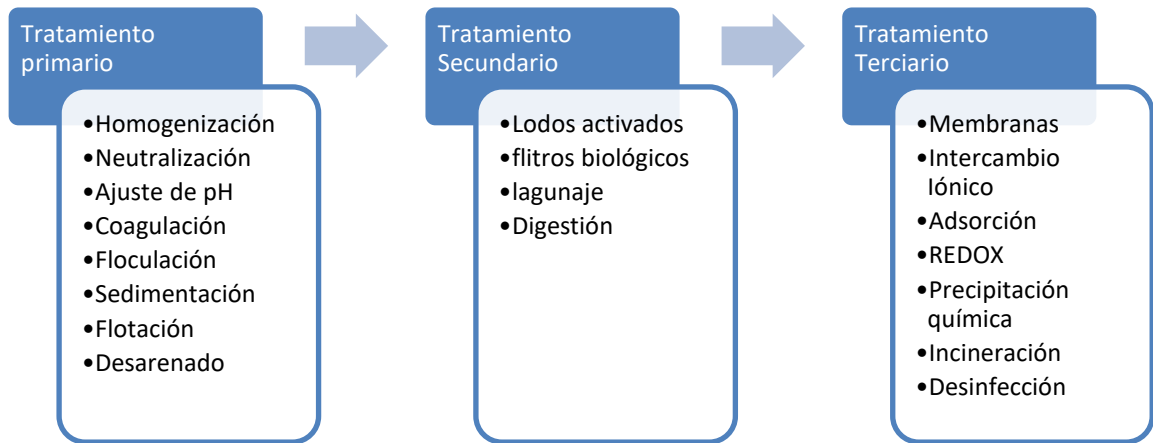 Tratamiento
primario
•Homogenización
•Neutralización
•Ajuste de pH
•Coagulación
•Floculación
•Sedimentación
•Flotación
•Desarenado
Tratamiento
Secundario
•Lodos activados
•flitros biológicos
•lagunaje
•Digestión
Tratamiento
Terciario
•Membranas
•Intercambio
Iónico
•Adsorción
•REDOX
•Precipitación
química
•Incineración
•Desinfección